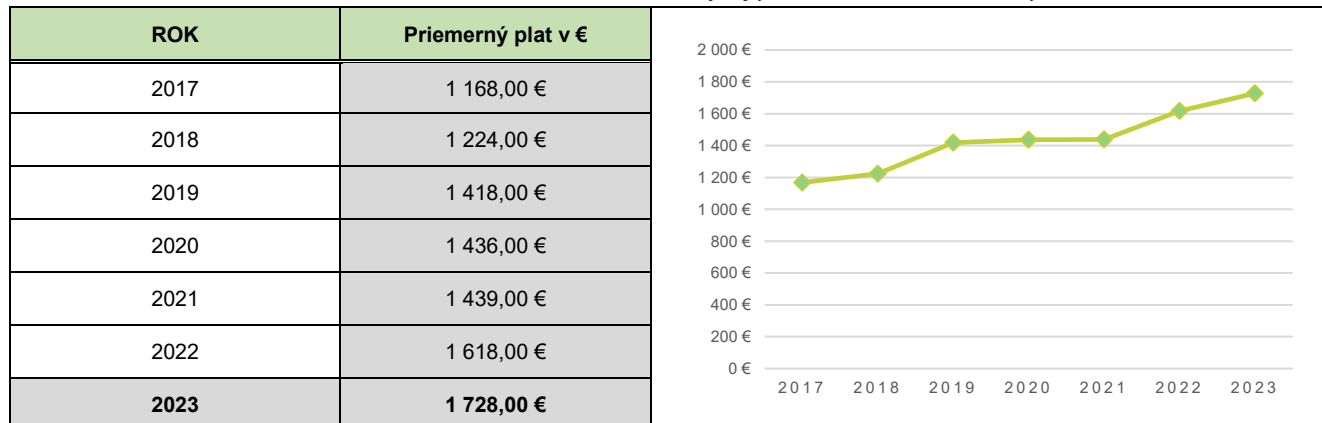 ROK Priemerný plat v €
2017 1 168,00 €
2018 1 224,00 €
2019 1 418,00 €
2020 1 436,00 €
2021 1 439,00 €
2022 1 618,00 €
2023 1 728,00 €
2 000 €
1 800 €
1 600 €
1 400 €
1 200 €
1 000 €
800 €
600 €
400 €
200 €
0 €
2017 2018 2019 2020 2021 2022 2023